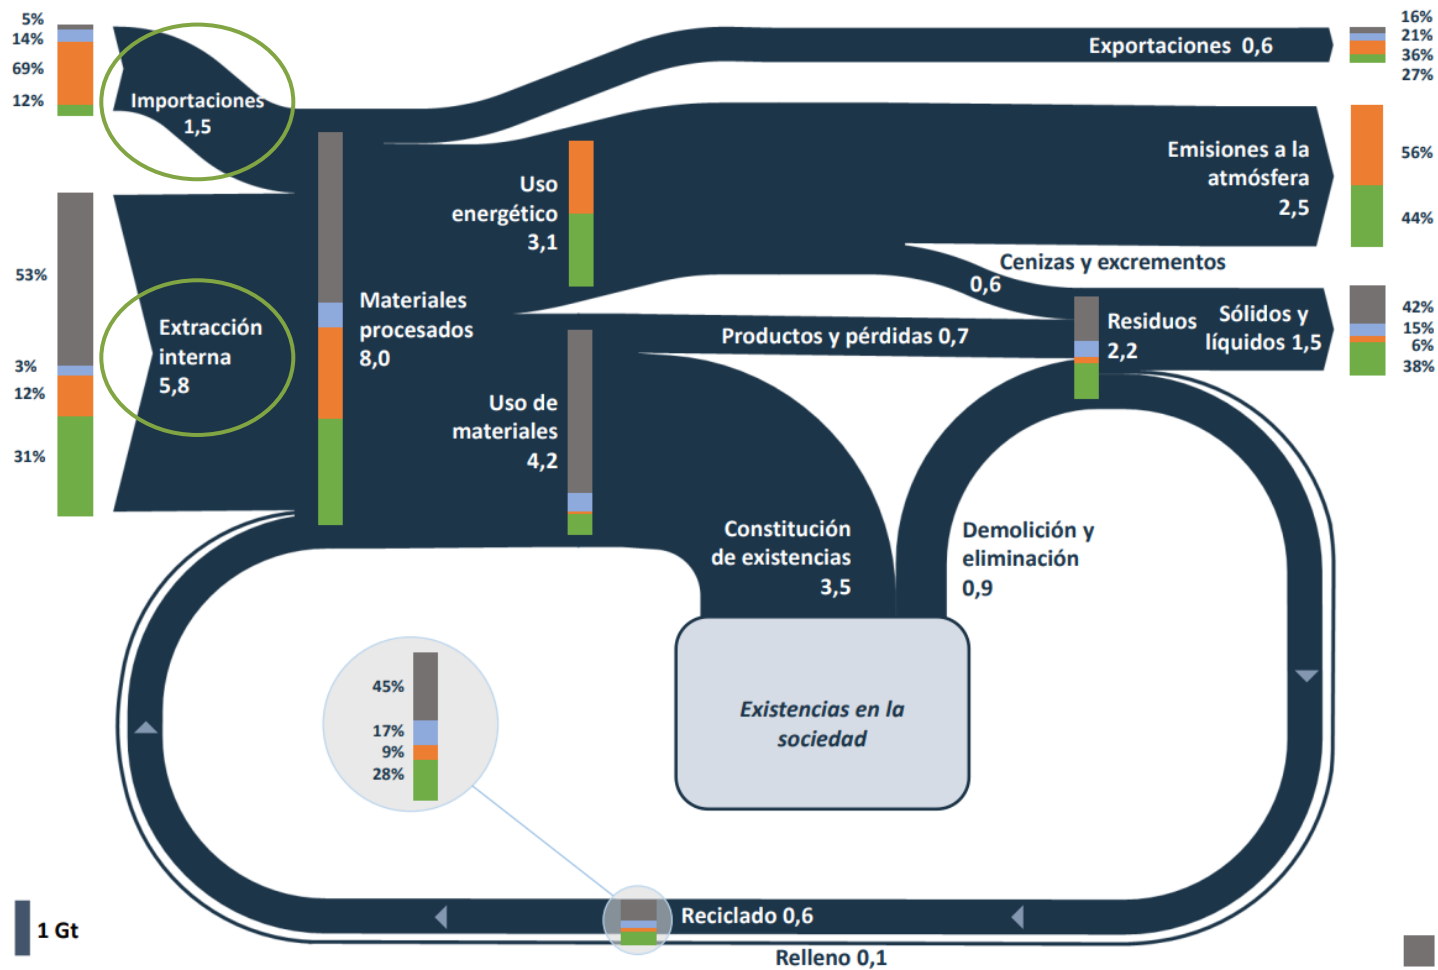 5%
14%
69%
12%
Importaciones
1,5
53%
3%
12%
31%
Extracción
interna
5,8
Materiales
procesados
8,0
Uso
energético
3,1
Uso de
materiales
4,2
Exportaciones 0,6
16%
21%
36%
27%
Emisiones a la
atmósfera
2,5
56%
44%
Cenizas y excrementos
0,6
Productos y pérdidas 0,7
Residuos
2,2
Sólidos y
líquidos 1,5
42%
15%
6%
38%
Constitución
de existencias
3,5
Demolición y
eliminación
0,9
Existencias en la
sociedad
45%
17%
9%
28%
Reciclado 0,6
Relleno 0,1
1 Gt